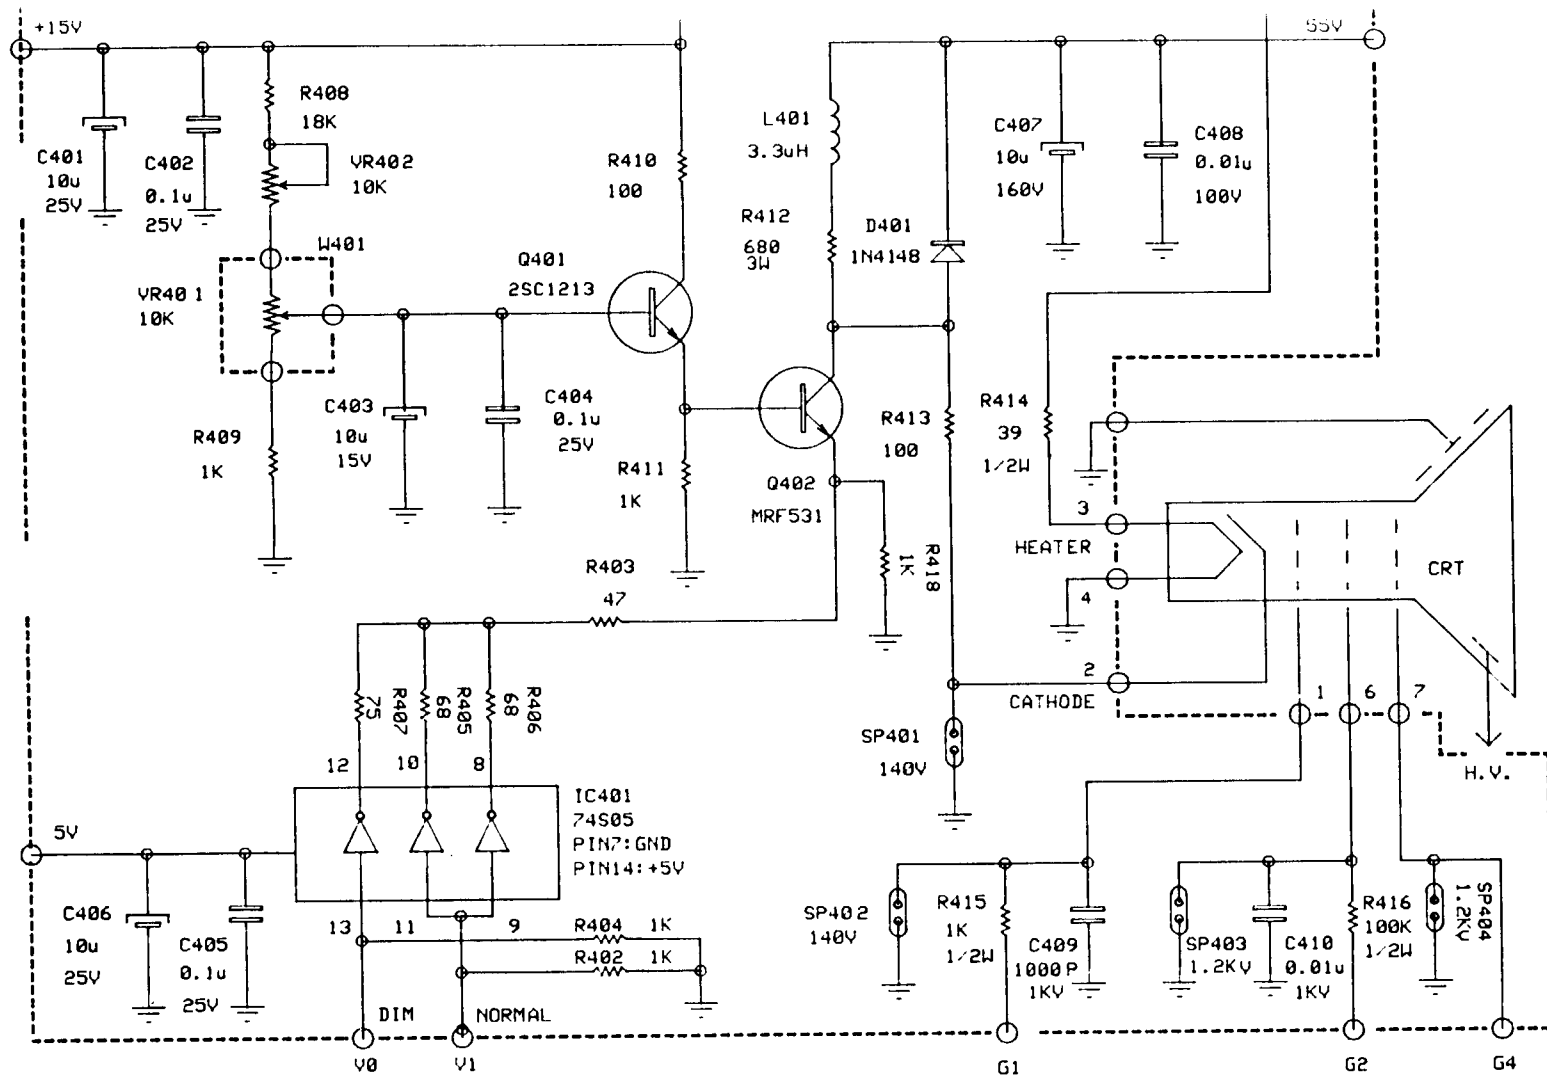 +15V
55V
R408
18K
C401
10u
25V
C402
0.1u
25V
VR402
10K
R410
100
L401
3.3uH
C407
10u
160V
C408
0.01u
100V
R412
680
3W
D401
1N4148
W401
VR401
10K
Q401
2SC1213
C403
10u
15V
C404
0.1u
25V
R409
1K
R411
1K
Q402
MRF531
R413
100
R414
39
1/2W
R418
1K
3
HEATER
4
CRT
R403
47
2
CATHODE
1
6
7
H.V.
75
R407
68
R405
68
R406
12
10
8
SP401
140V
IC401
74S05
PIN7:GND
PIN14:+5V
5V
C406
10u
25V
C405
0.1u
25V
13
11
9
R404
1K
R402
1K
SP402
140V
R415
1K
1/2W
C409
1000P
1KV
SP403
1.2KV
C410
0.01u
1KV
R416
100K
1/2W
SP404
1.2KV
DIM
NORMAL
V0
V1
G1
G2
G4